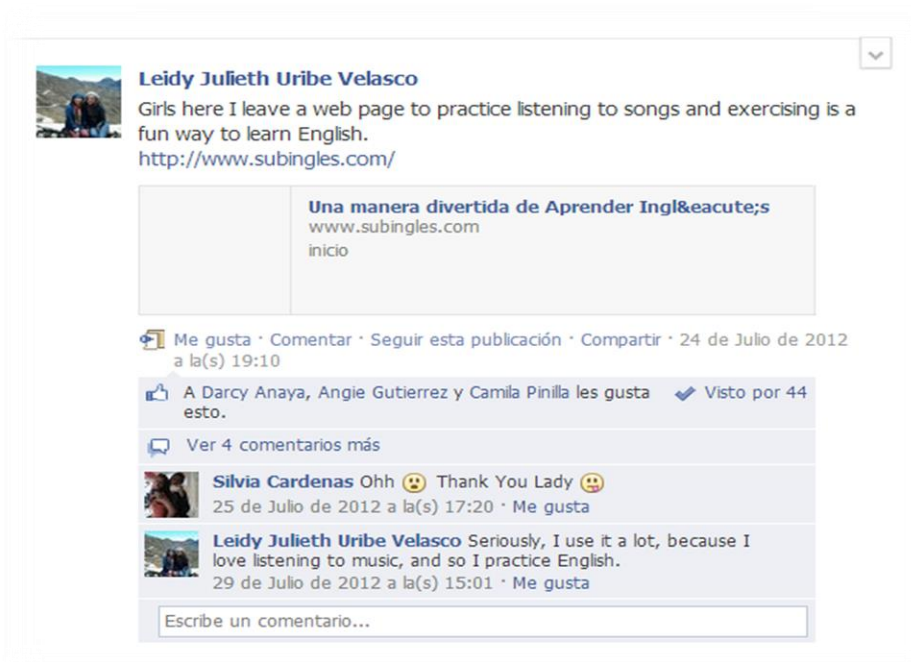 Leidy Julieth Uribe Velasco
Girls here I leave a web page to practice listening to songs and exercising is a
fun way to learn English.
http://www.subingles.com/
Una manera divertida de Aprender Ingl&eacute;s
www.subingles.com
inicio
Me gusta · Comentar · Seguir esta publicación · Compartir · 24 de Julio de 2012
a la(s) 19:10
A Darcy Anaya, Angie Gutierrez y Camila Pinilla les gusta
esto.
Visto por 44
Ver 4 comentarios más
Silvia Cardenas Ohh Thank You Lady
25 de Julio de 2012 a la(s) 17:20 · Me gusta
Leidy Julieth Uribe Velasco Seriously, I use it a lot, because I
love listening to music, and so I practice English.
29 de Julio de 2012 a la(s) 15:01 · Me gusta
Escribe un comentario...